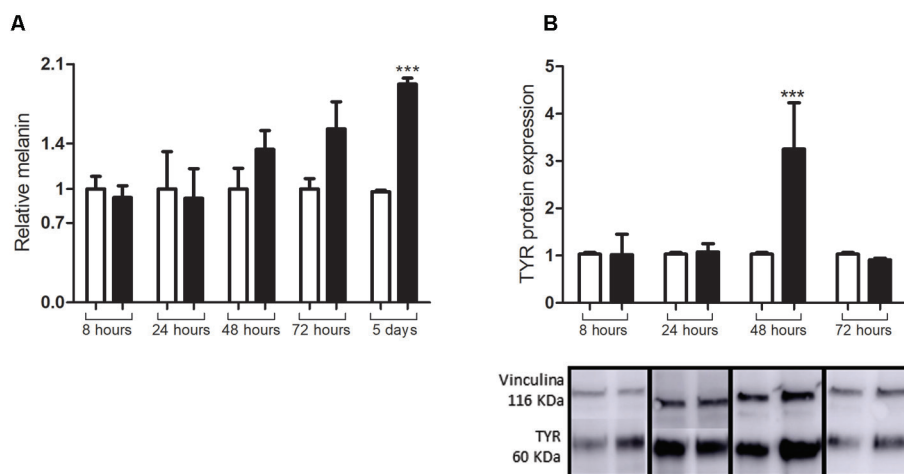 A
Relative melanin
2.1
1.4
1
0.7
0.0
***
8 hours
24 hours
48 hours
72 hours
5 days
B
TYR protein expression
5
4
3
2
1
0
***
8 hours
24 hours
48 hours
72 hours
Vinculina
116 KDa
TYR
60 KDa